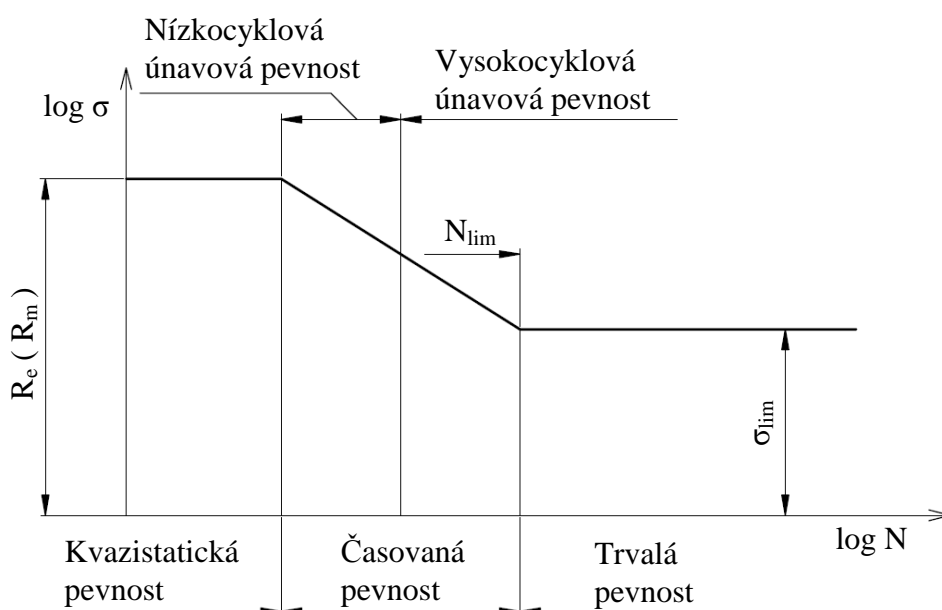 Nízkocyklová
únavová pevnost
Vysokocyklová
únavová pevnost
log σ
N_lim
R_e ( R_m )
σ_lim
log N
Kvazistatická
pevnost
Časovaná
pevnost
Trvalá
pevnost